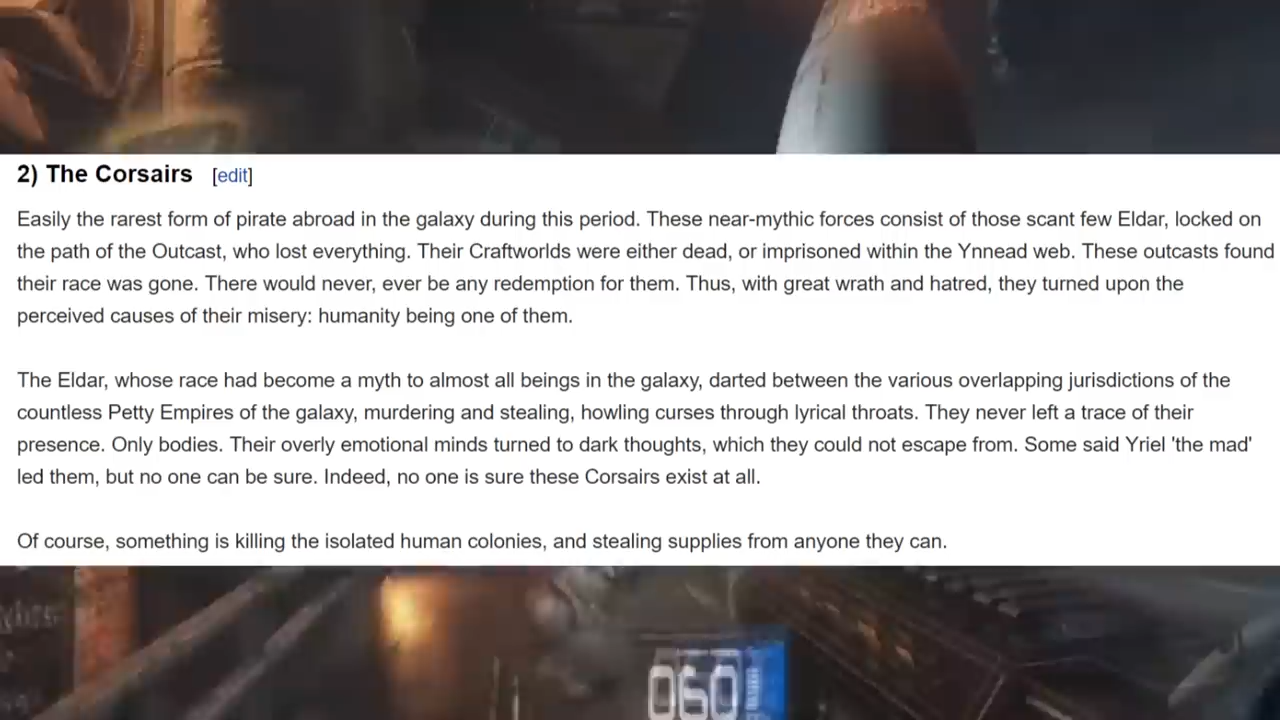 2) The Corsairs [edit]
Easily the rarest form of pirate abroad in the galaxy during this period. These near-mythic forces consist of those scant few Eldar, locked on
the path of the Outcast, who lost everything. Their Craftworlds were either dead, or imprisoned within the Ynnead web. These outcasts found
their race was gone. There would never, ever be any redemption for them. Thus, with great wrath and hatred, they turned upon the
perceived causes of their misery: humanity being one of them.
The Eldar, whose race had become a myth to almost all beings in the galaxy, darted between the various overlapping jurisdictions of the
countless Petty Empires of the galaxy, murdering and stealing, howling curses through lyrical throats. They never left a trace of their
presence. Only bodies. Their overly emotional minds turned to dark thoughts, which they could not escape from. Some said Yriel 'the mad'
led them, but no one can be sure. Indeed, no one is sure these Corsairs exist at all.
Of course, something is killing the isolated human colonies, and stealing supplies from anyone they can.
060